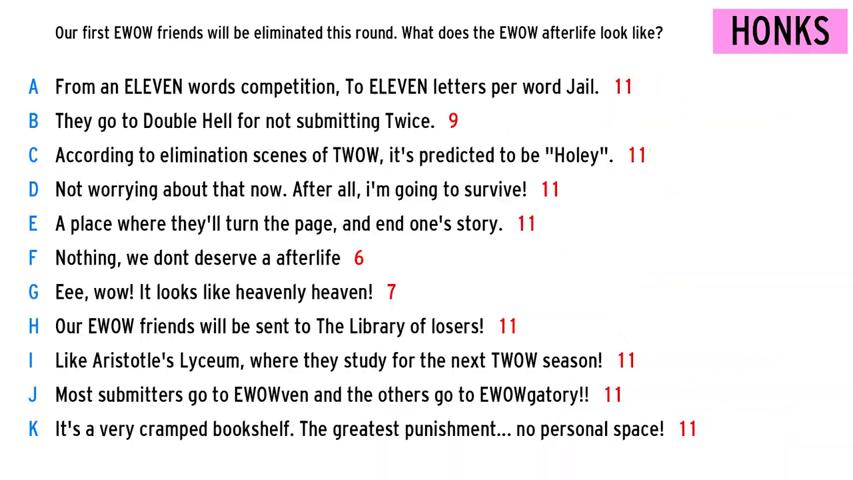 Our first EWOW friends will be eliminated this round. What does the EWOW afterlife look like?
HONKS
A From an ELEVEN words competition, To ELEVEN letters per word Jail. 11
B They go to Double Hell for not submitting Twice. 9
C According to elimination scenes of TWOW, it's predicted to be "Holey". 11
D Not worrying about that now. After all, i'm going to survive! 11
E A place where they'll turn the page, and end one's story. 11
F Nothing, we dont deserve a afterlife 6
G Eee, wow! It looks like heavenly heaven! 7
H Our EWOW friends will be sent to The Library of losers! 11
I Like Aristotle's Lyceum, where they study for the next TWOW season! 11
J Most submitters go to EWOWven and the others go to EWOWgatory!! 11
K It's a very cramped bookshelf. The greatest punishment... no personal space! 11